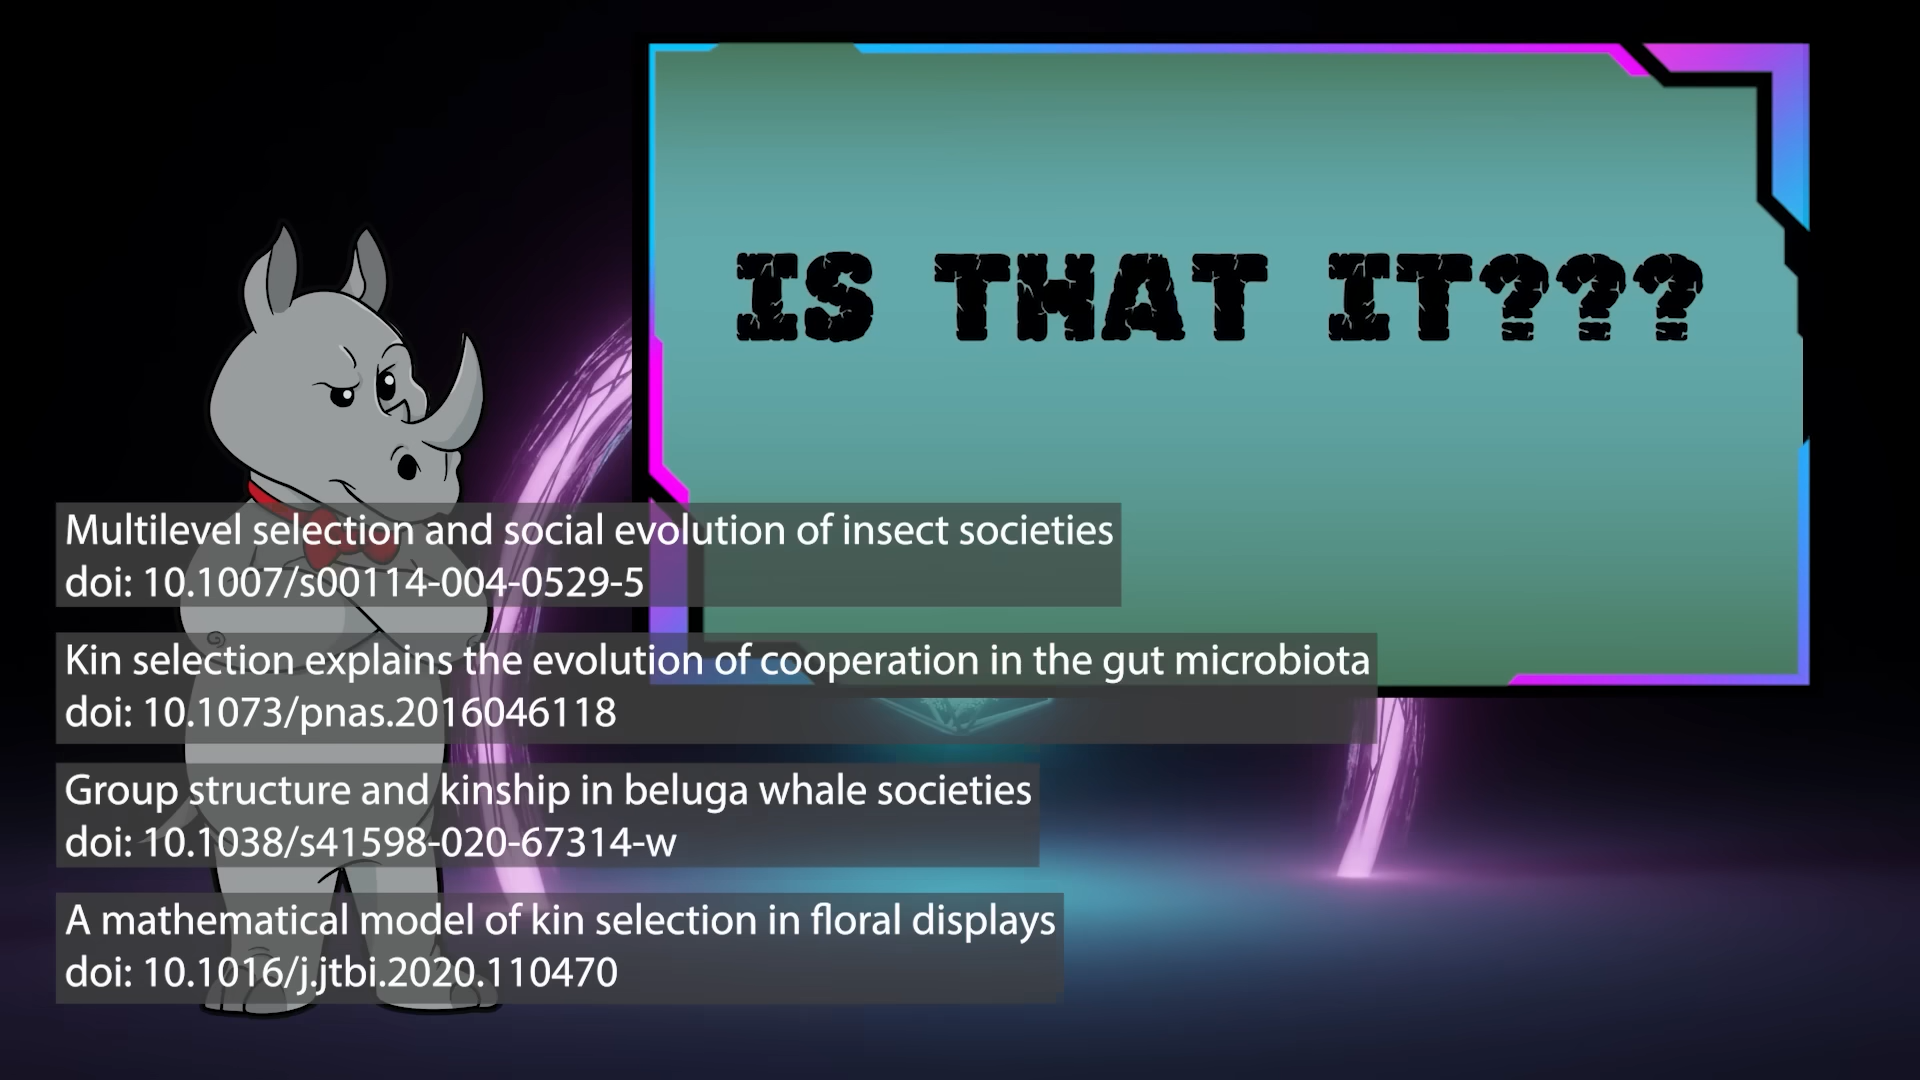 IS THAT IT???
Multilevel selection and social evolution of insect societies
doi: 10.1007/s00114-004-0529-5
Kin selection explains the evolution of cooperation in the gut microbiota
doi: 10.1073/pnas.2016046118
Group structure and kinship in beluga whale societies
doi: 10.1038/s41598-020-67314-w
A mathematical model of kin selection in floral displays
doi: 10.1016/j.jtbi.2020.110470